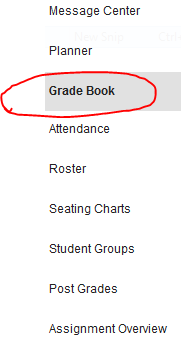 Message Center
Planner
Grade Book
Attendance
Roster
Seating Charts
Student Groups
Post Grades
Assignment Overview